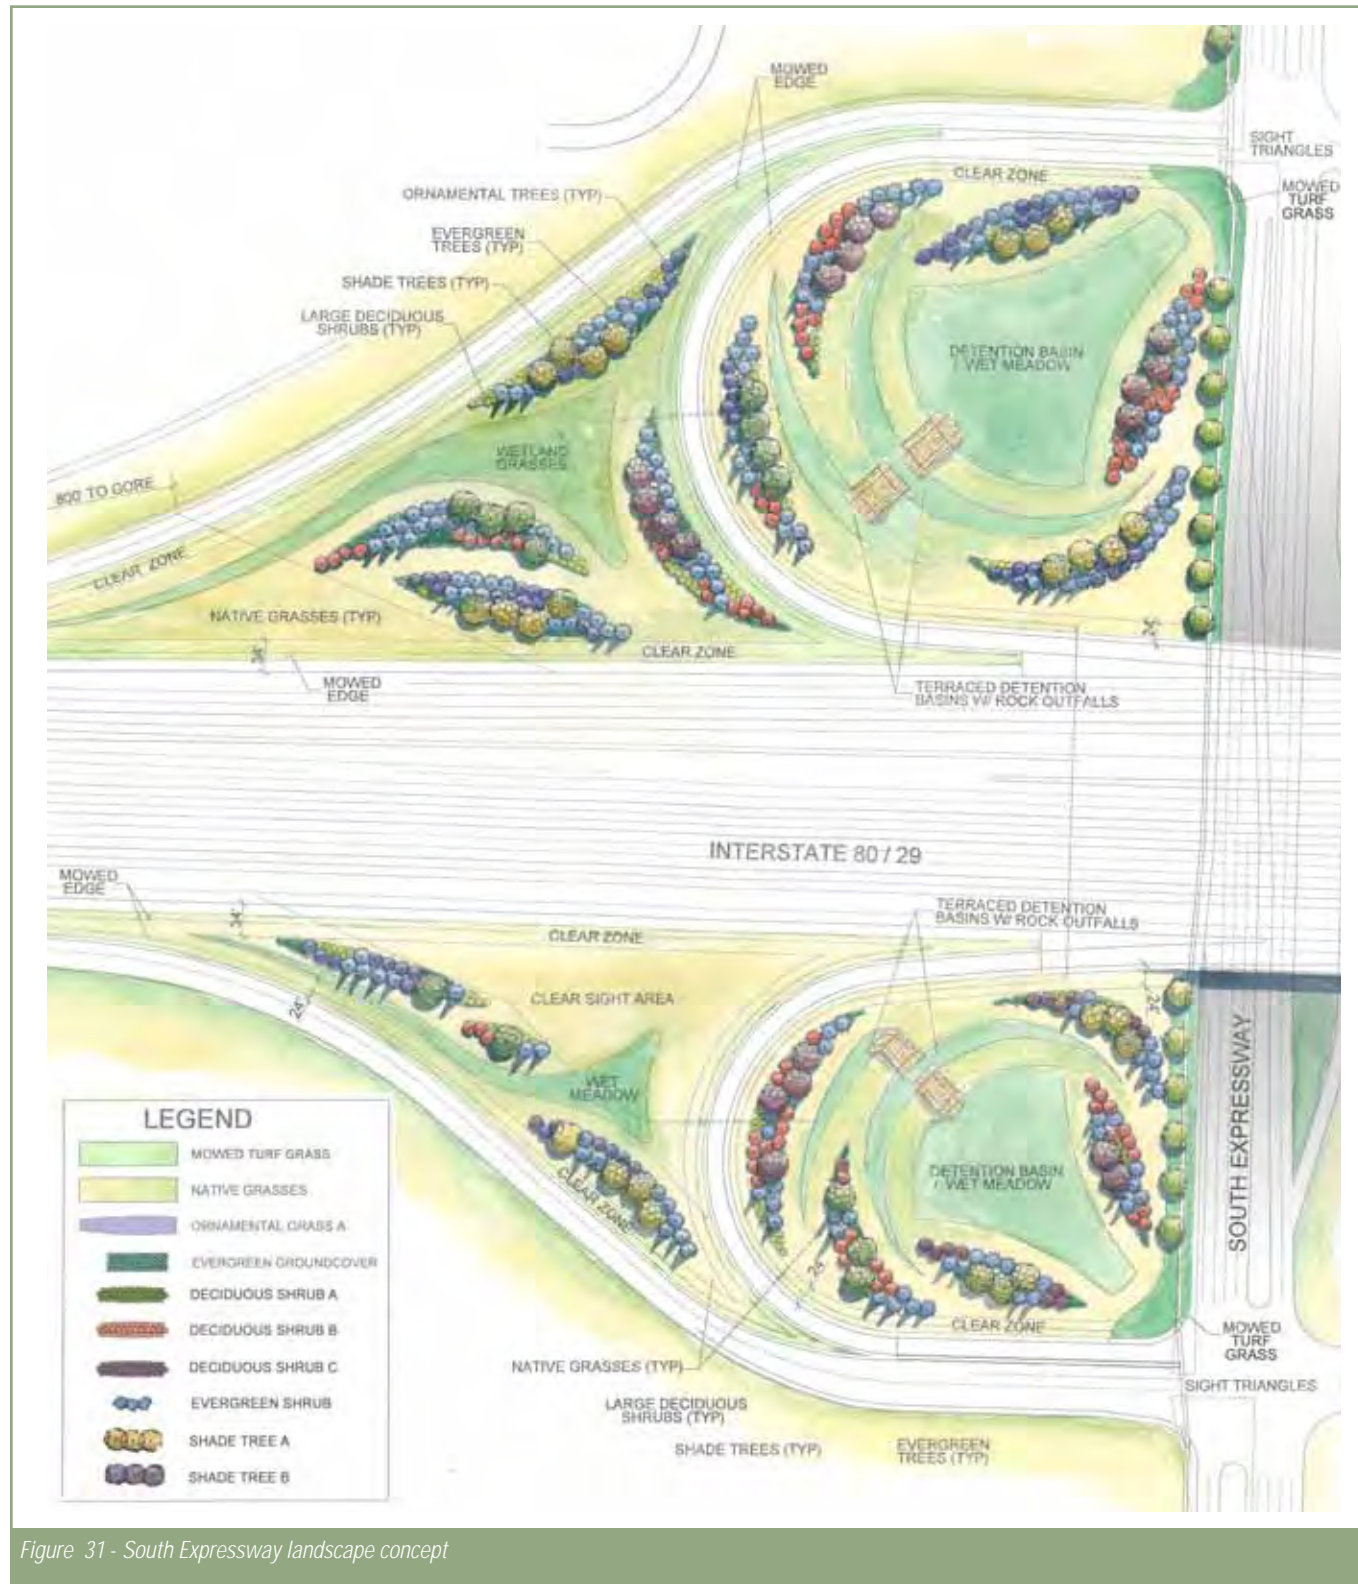 MOWED
EDGE
SIGHT
TRIANGLES
CLEAR ZONE
MOWED
TURF
GRASS
ORNAMENTAL TREES (TYP)
EVERGREEN
TREES (TYP)
SHADE TREES (TYP)
LARGE DECIDUOUS
SHRUBS (TYP)
DETENTION BASIN
/ WET MEADOW
WETLAND
GRASSES
800' TO GORE
CLEAR ZONE
NATIVE GRASSES (TYP)
34'
MOWED
EDGE
CLEAR ZONE
24'
TERRACED DETENTION
BASINS W/ ROCK OUTFALLS
INTERSTATE 80 / 29
MOWED
EDGE
34'
TERRACED DETENTION
BASINS W/ ROCK OUTFALLS
CLEAR ZONE
CLEAR SIGHT AREA
24'
24'
WET
MEADOW
SOUTH EXPRESSWAY
DETENTION BASIN
/ WET MEADOW
CLEAR ZONE
24'
CLEAR ZONE
MOWED
TURF
GRASS
NATIVE GRASSES (TYP)
SIGHT TRIANGLES
LARGE DECIDUOUS
SHRUBS (TYP)
SHADE TREES (TYP)
EVERGREEN
TREES (TYP)
LEGEND
MOWED TURF GRASS
NATIVE GRASSES
ORNAMENTAL GRASS A
EVERGREEN GROUNDCOVER
DECIDUOUS SHRUB A
DECIDUOUS SHRUB B
DECIDUOUS SHRUB C
EVERGREEN SHRUB
SHADE TREE A
SHADE TREE B
Figure 31 - South Expressway landscape concept